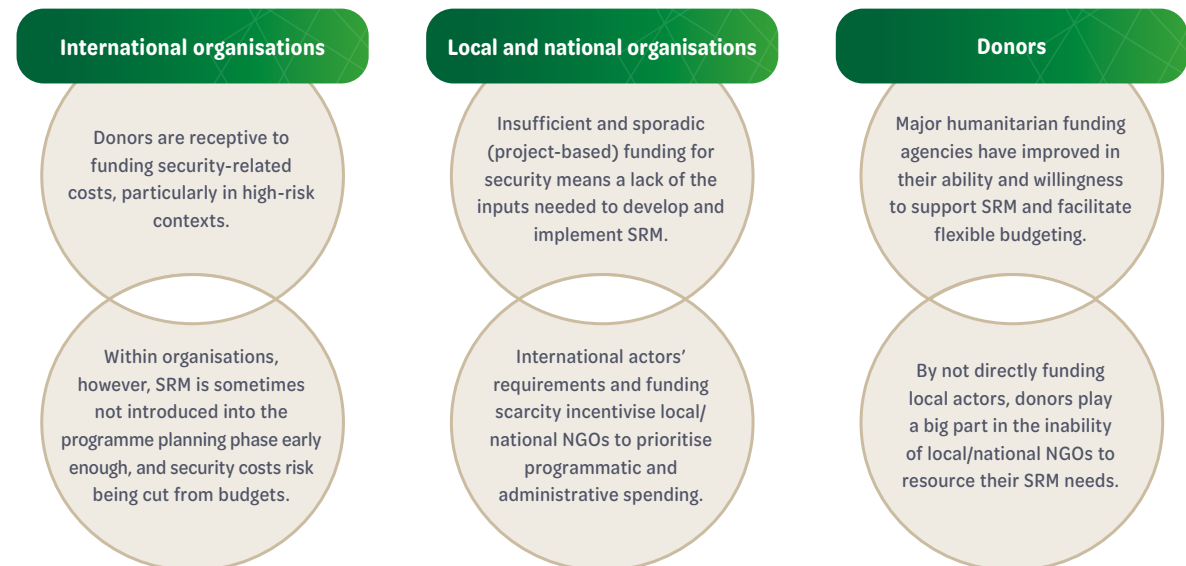 International organisations
Donors are receptive to
funding security-related
costs, particularly in high-risk
contexts.
Within organisations,
however, SRM is sometimes
not introduced into the
programme planning phase early
enough, and security costs risk
being cut from budgets.
Local and national organisations
Insufficient and sporadic
(project-based) funding for
security means a lack of the
inputs needed to develop and
implement SRM.
International actors’
requirements and funding
scarcity incentivise local/
national NGOs to prioritise
programmatic and
administrative spending.
Donors
Major humanitarian funding
agencies have improved in
their ability and willingness
to support SRM and facilitate
flexible budgeting.
By not directly funding
local actors, donors play
a big part in the inability
of local/national NGOs to
resource their SRM needs.